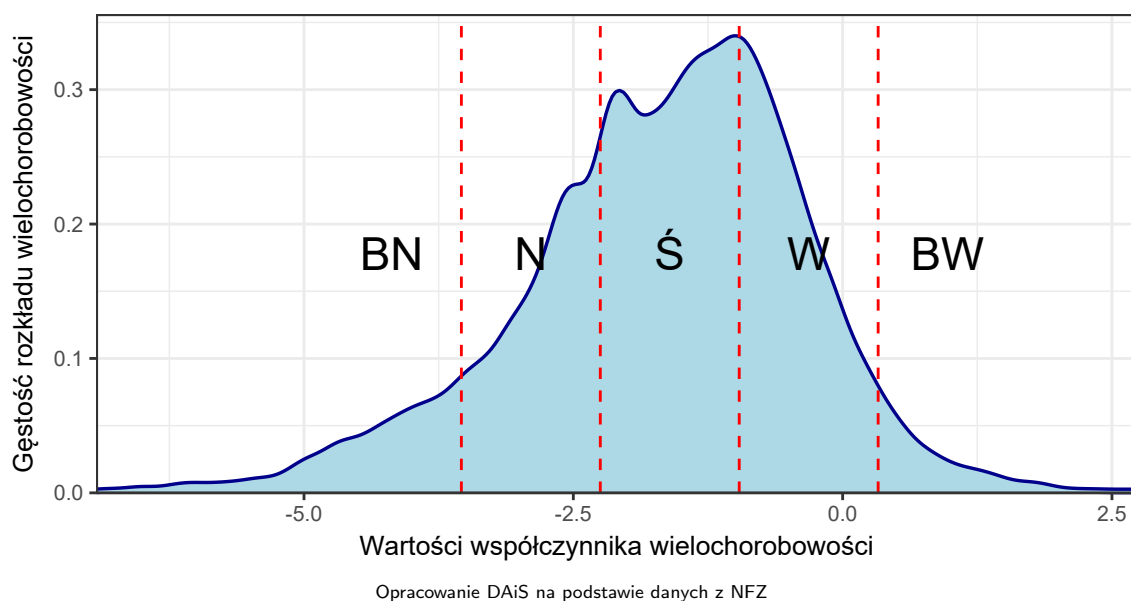 Gęstość rozkładu wielochorobowości
0.3
0.2
0.1
0.0
BN N Ś W BW
-5.0 -2.5 0.0 2.5
Wartości współczynnika wielochorobowości
Opracowanie DAiS na podstawie danych z NFZ